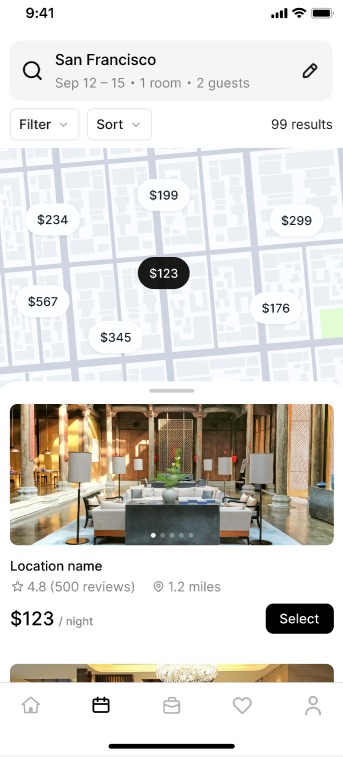 9:41
San Francisco
Sep 12 – 15 • 1 room • 2 guests
Filter
Sort
99 results
$199
$234
$299
$123
$567
$176
$345
Location name
4.8 (500 reviews)
1.2 miles
$123 / night
Select